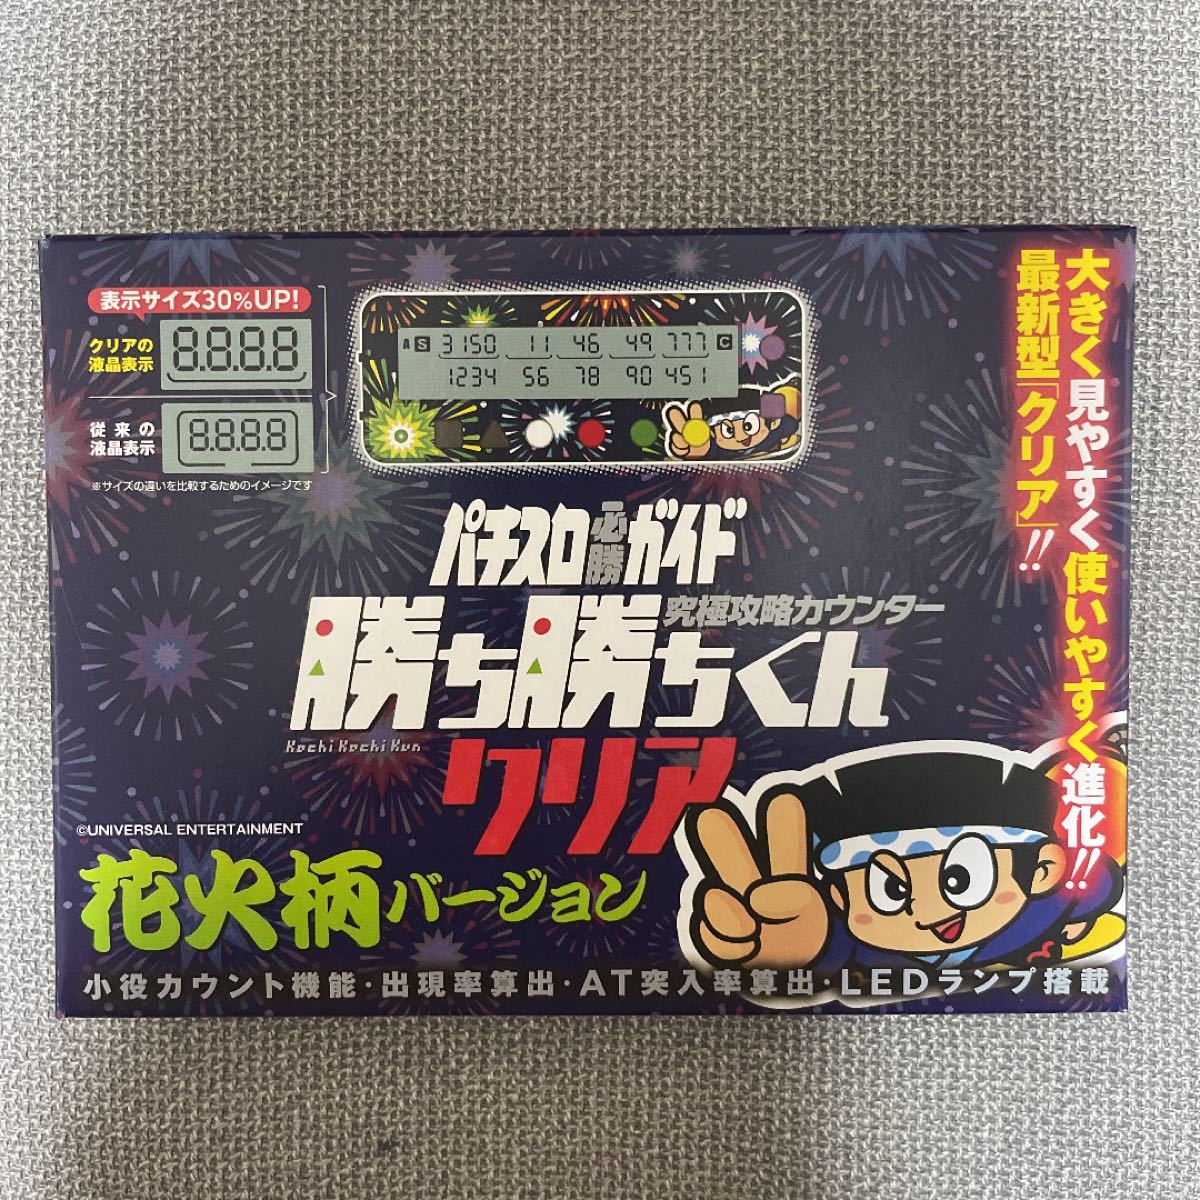 表示サイズ30%UP!
クリアの
液晶表示
8.8.8.8
従来の
液晶表示
8.8.8.8
※サイズの違いを比較するためのイメージです
A S 3150 11 46 49 777 C
1234 56 78 90 451
大きく見やすく使いやすく進化!!
最新型「クリア」!!
パチスロ必勝ガイド
究極攻略カウンター
勝ち勝ちくん
Kachi Kachi Kun
クリア
©UNIVERSAL ENTERTAINMENT
花火柄バージョン
小役カウント機能・出現率算出・AT突入率算出・LEDランプ搭載